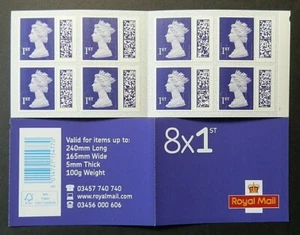 1ST 1ST 1ST 1ST
1ST 1ST 1ST 1ST
Valid for items up to:
240mm Long
165mm Wide
5mm Thick
100g Weight
03457 740 740
www.royalmail.com
03456 000 606
8x1ST
Royal Mail